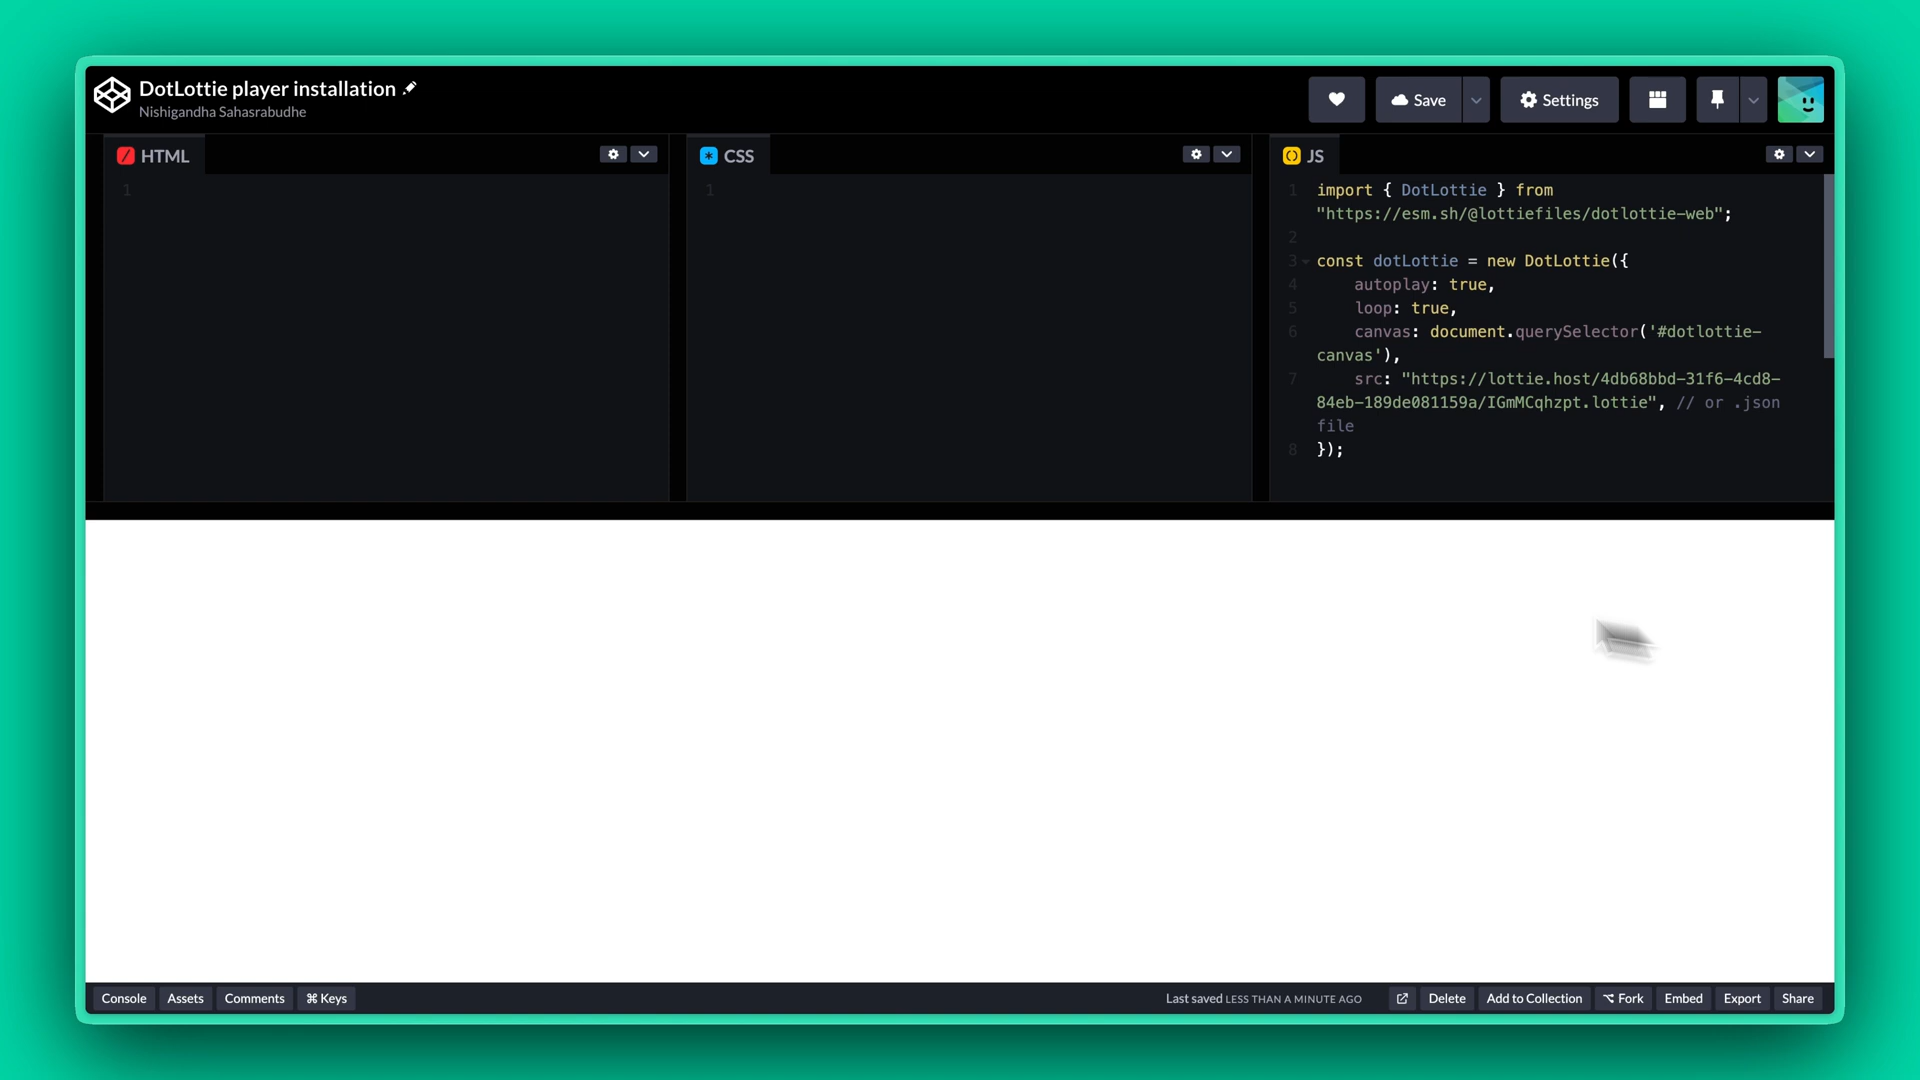 DotLottie player installation
Nishigandha Sahasrabudhe
Save
Settings
HTML
1
CSS
1
JS
1 import { DotLottie } from
"https://esm.sh/@lottiefiles/dotlottie-web";
2
3 const dotLottie = new DotLottie({
4 autoplay: true,
5 loop: true,
6 canvas: document.querySelector('#dotlottie-
canvas'),
7 src: "https://lottie.host/4db68bbd-31f6-4cd8-
84eb-189de081159a/IGmMCqhzpt.lottie", // or .json
file
8 });
Console
Assets
Comments
⌘ Keys
Last saved LESS THAN A MINUTE AGO
Delete
Add to Collection
⌥ Fork
Embed
Export
Share